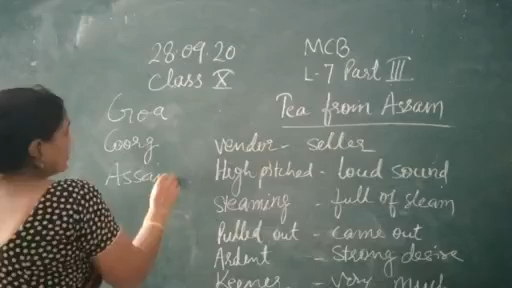 28.09.20 MCB
Class X L-7 Part III
Goa Tea from Assam
Coorg vendor - seller
Assam High pitched - loud sound
steaming - full of steam
Pulled out - came out
Ardent - Strong desire
- very much